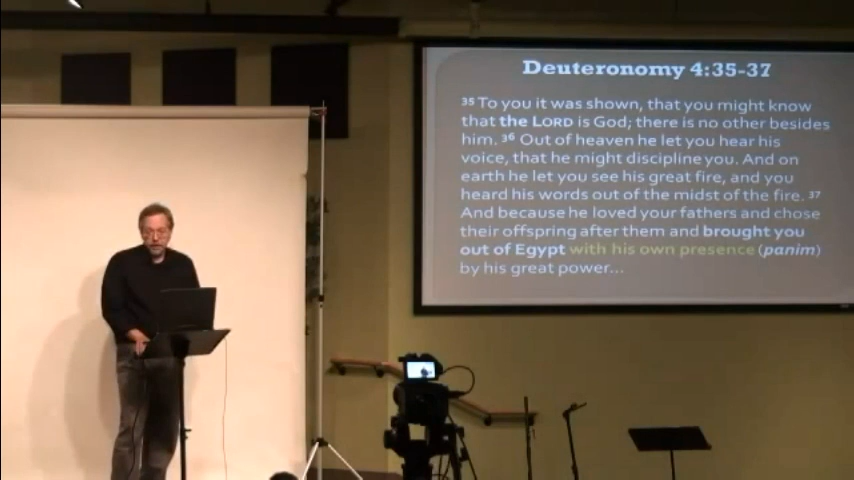 Deuteronomy 4:35-37
35 To you it was shown, that you might know
that the LORD is God; there is no other besides
him. 36 Out of heaven he let you hear his
voice, that he might discipline you. And on
earth he let you see his great fire, and you
heard his words out of the midst of the fire. 37
And because he loved your fathers and chose
their offspring after them and brought you
out of Egypt with his own presence (panim)
by his great power...